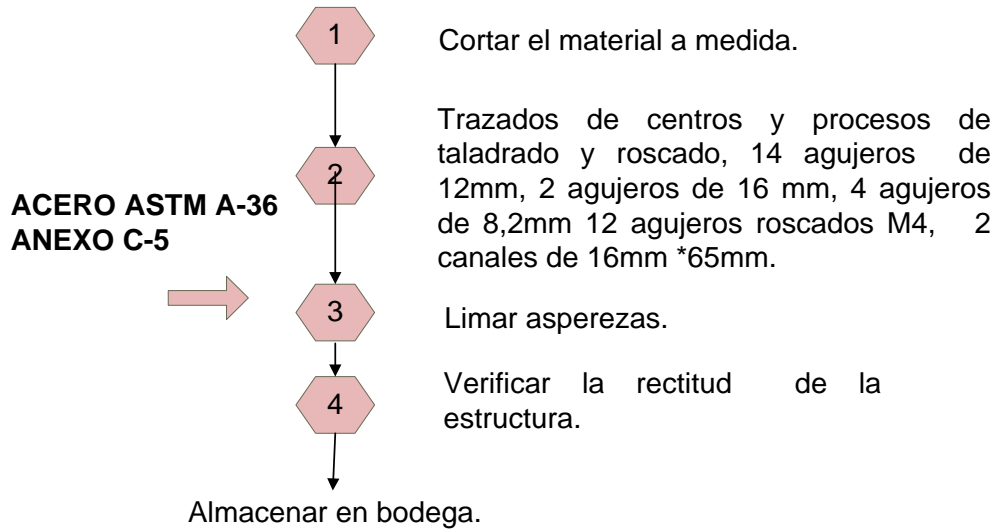 1
Cortar el material a medida.
2
Trazados de centros y procesos de
taladrado y roscado, 14 agujeros de
12mm, 2 agujeros de 16 mm, 4 agujeros
de 8,2mm 12 agujeros roscados M4, 2
canales de 16mm *65mm.
ACERO ASTM A-36
ANEXO C-5
3
Limar asperezas.
4
Verificar la rectitud de la
estructura.
Almacenar en bodega.